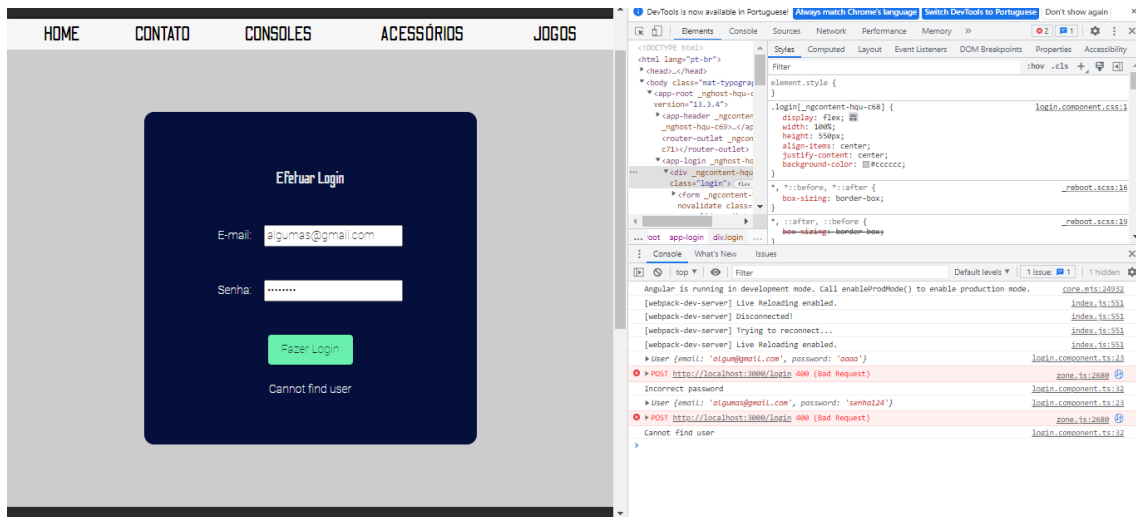 HOME CONTATO CONSOLES ACESSÓRIOS JOGOS
Efetuar Login
E-mail: algumas@gmail.com
Senha: ········
Fazer Login
Cannot find user
DevTools is now available in Portuguese! Always match Chrome's language Switch DevTools to Portuguese Don't show again
Elements Console Sources Network Performance Memory » 2 1
<!DOCTYPE html>
<html lang="pt-br">
<head>…</head>
<body class="mat-typogra
<app-root _nghost-hqu-c
version="13.3.4">
<app-header _ngconten
_nghost-hqu-c69>…</ap
<router-outlet _ngcon
c71></router-outlet>
<app-login _nghost-hq
<div _ngcontent-hqu
class="login"> flex
<form _ngcontent-
novalidate class=
... root app-login div.login ...
Styles Computed Layout Event Listeners DOM Breakpoints Properties Accessibility
Filter :hov .cls +
element.style {
}
.login[_ngcontent-hqu-c68] { login.component.css:1
display: flex;
width: 100%;
height: 550px;
align-items: center;
justify-content: center;
background-color: #cccccc;
}
*, *::before, *::after { _reboot.scss:16
box-sizing: border-box;
}
*, ::after, ::before { _reboot.scss:19
box-sizing: border-box;
Console What's New Issues
top ▼ Filter Default levels ▼ 1 Issue: 1 1 hidden
Angular is running in development mode. Call enableProdMode() to enable production mode. core.mjs:24932
[webpack-dev-server] Live Reloading enabled. index.js:551
[webpack-dev-server] Disconnected! index.js:551
[webpack-dev-server] Trying to reconnect... index.js:551
[webpack-dev-server] Live Reloading enabled. index.js:551
User {email: 'algum@gmail.com', password: 'aaaa'} login.component.ts:23
POST http://localhost:3000/login 400 (Bad Request) zone.js:2680
Incorrect password login.component.ts:32
User {email: 'algumas@gmail.com', password: 'senha124'} login.component.ts:23
POST http://localhost:3000/login 400 (Bad Request) zone.js:2680
Cannot find user login.component.ts:32